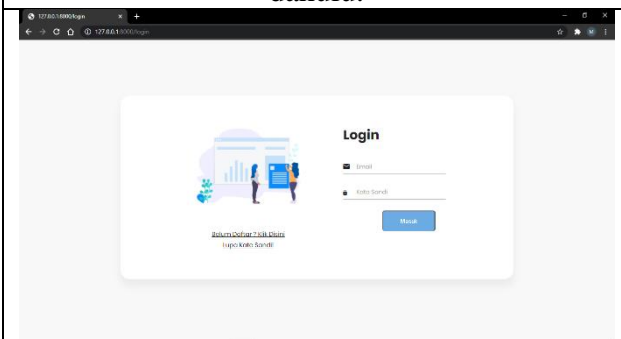 127.0.0.1:8000/login
127.0.0.1:8000/login
Login
Email
Kata Sandi
Masuk
Belum Daftar? Klik Disini
Lupa Kata Sandi?